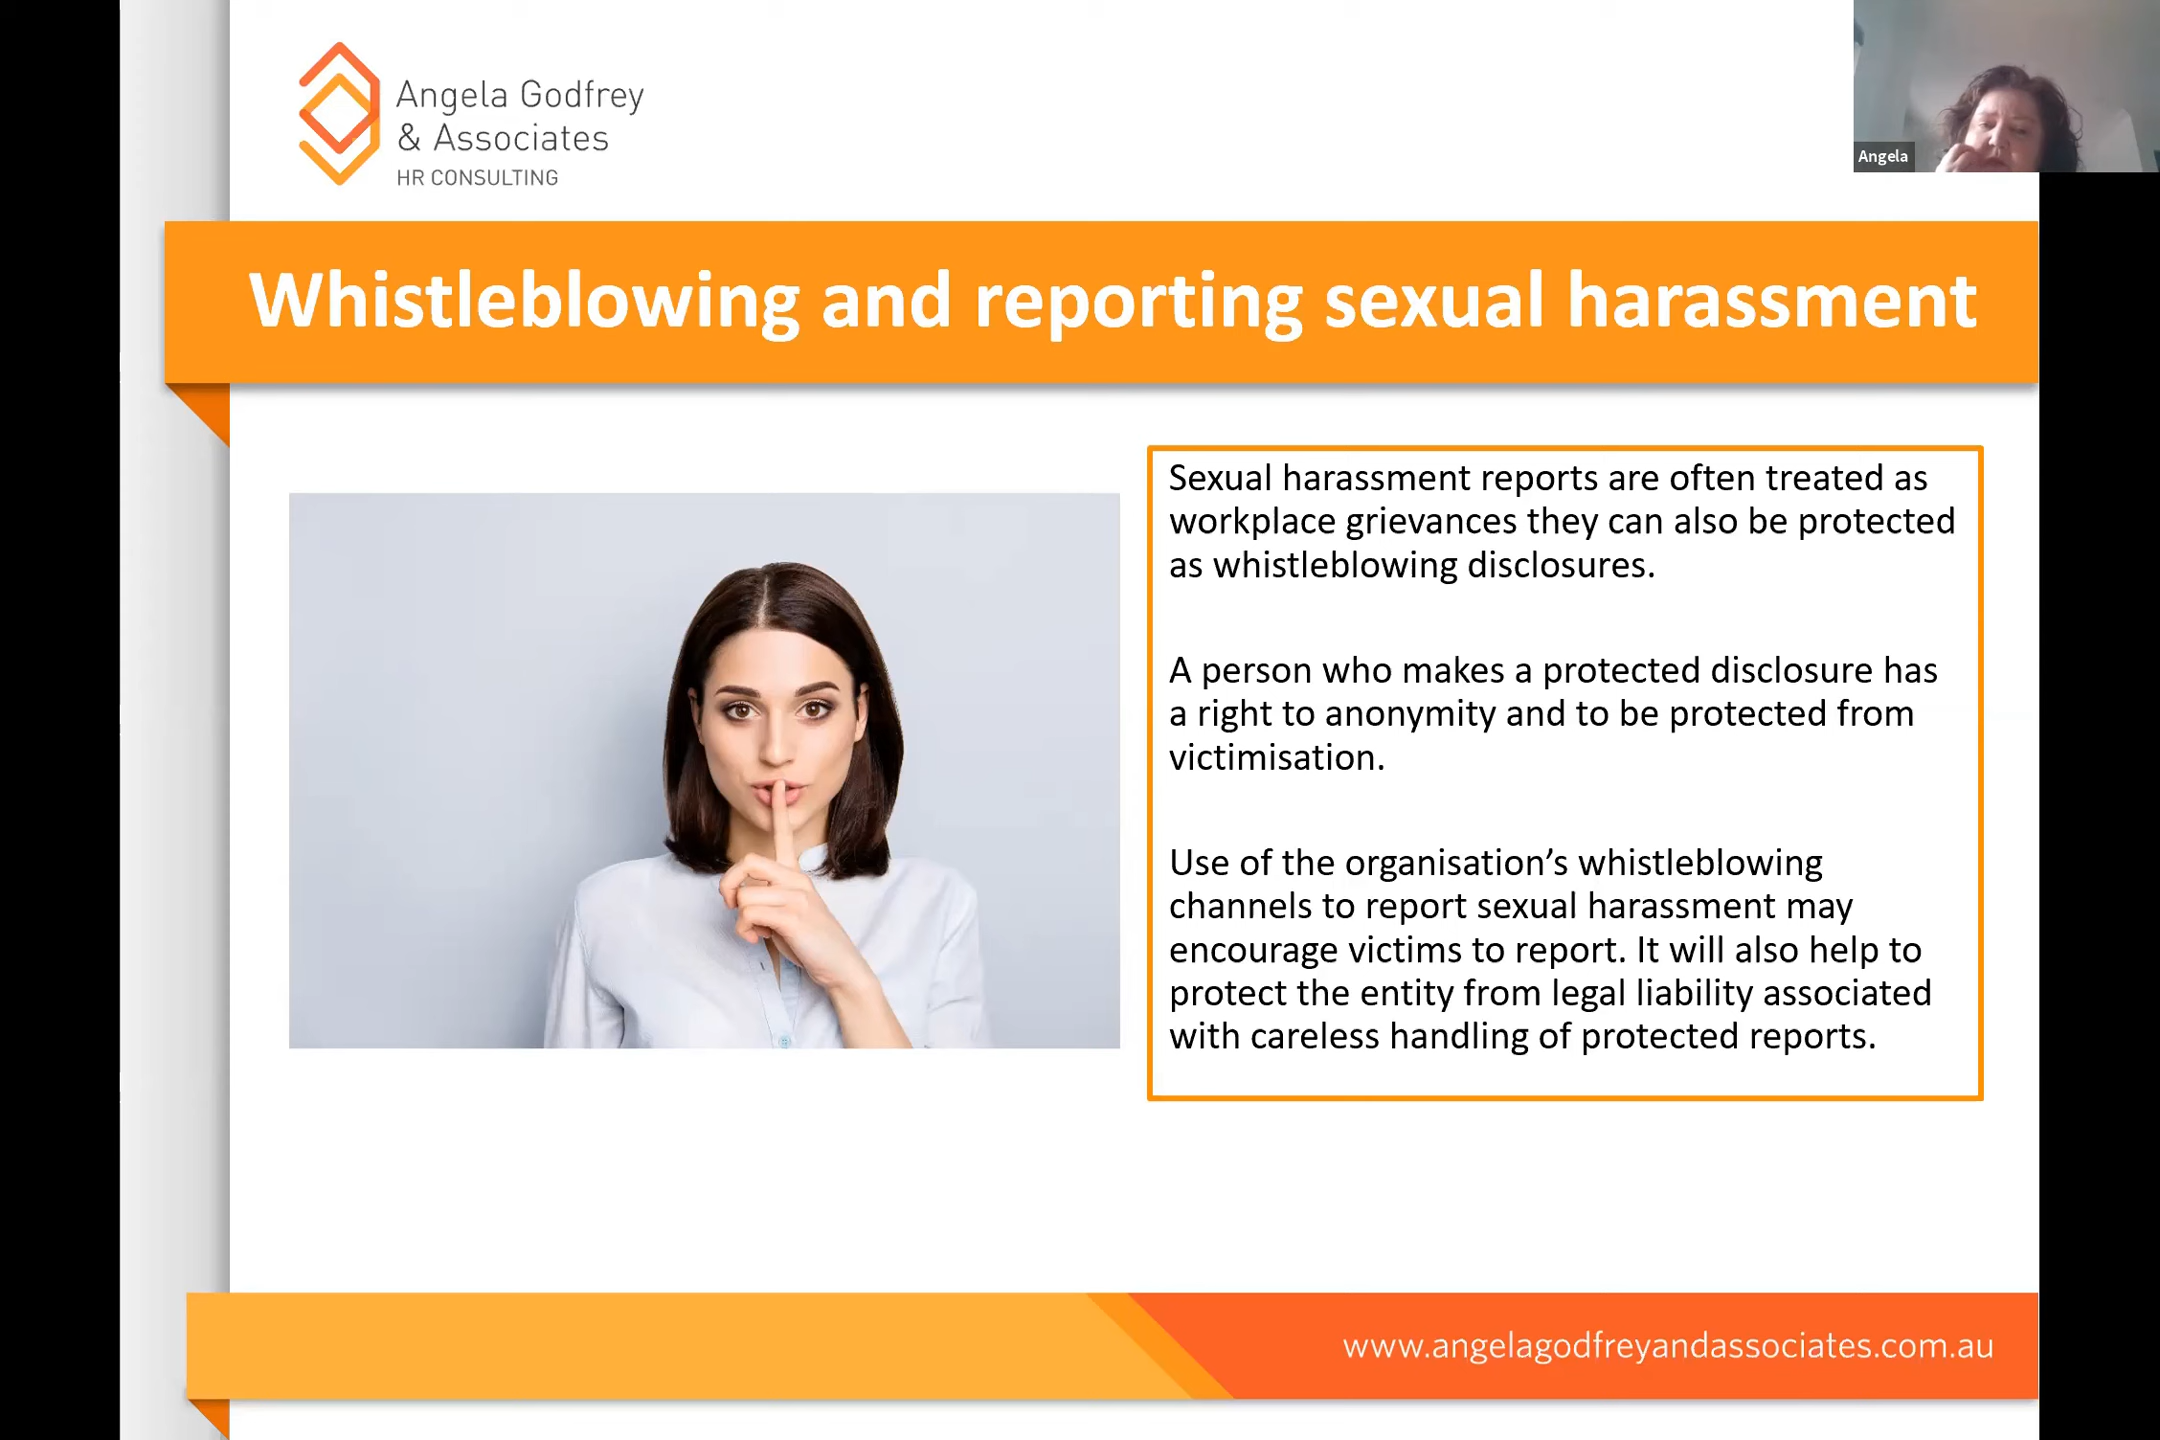 Angela Godfrey
& Associates
HR CONSULTING
Angela
Whistleblowing and reporting sexual harassment
Sexual harassment reports are often treated as
workplace grievances they can also be protected
as whistleblowing disclosures.
A person who makes a protected disclosure has
a right to anonymity and to be protected from
victimisation.
Use of the organisation’s whistleblowing
channels to report sexual harassment may
encourage victims to report. It will also help to
protect the entity from legal liability associated
with careless handling of protected reports.
www.angelagodfreyandassociates.com.au